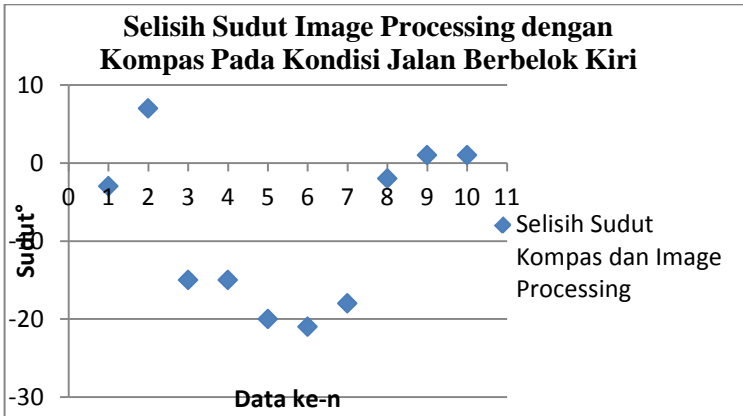 Selisih Sudut Image Processing dengan
Kompas Pada Kondisi Jalan Berbelok Kiri
10
0
-10
-20
-30
0 1 2 3 4 5 6 7 8 9 10 11
Sudut°
Data ke-n
Selisih Sudut
Kompas dan Image
Processing